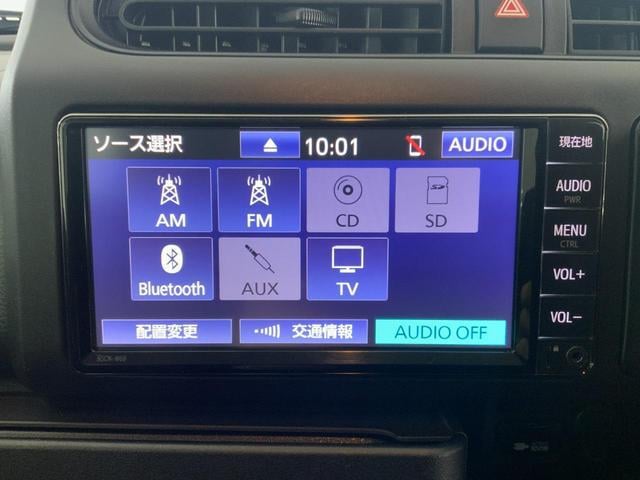 ソース選択
10:01
AUDIO
AM
FM
CD
SD
Bluetooth
AUX
TV
配置変更
交通情報
AUDIO OFF
現在地
AUDIO
PWR
MENU
CTRL
VOL+
VOL−